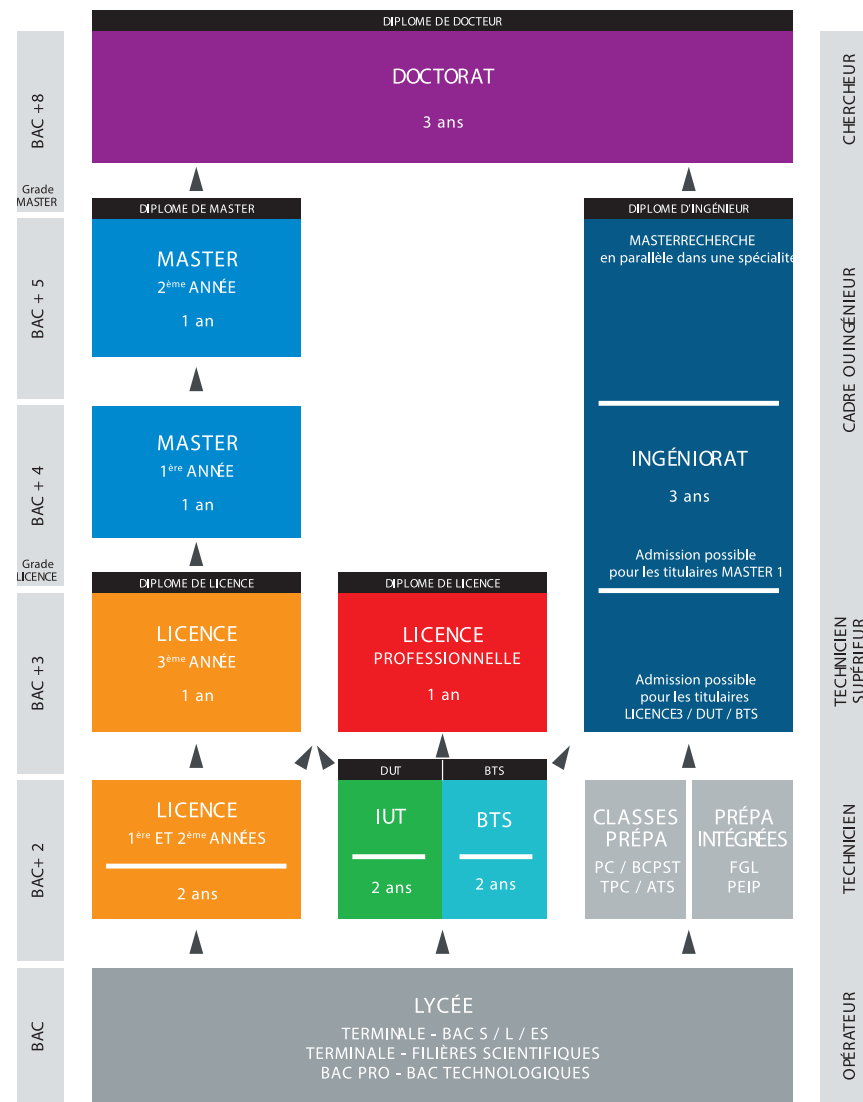 DIPLOME DE DOCTEUR
DOCTORAT
3 ans
BAC +8
CHERCHEUR
Grade
MASTER
DIPLOME DE MASTER
MASTER
2ème ANNÉE
1 an
DIPLOME D'INGÉNIEUR
MASTERRECHERCHE
en parallèle dans une spécialité
BAC + 5
CADRE OU INGÉNIEUR
MASTER
1ère ANNÉE
1 an
INGÉNIORAT
3 ans
Admission possible
pour les titulaires MASTER 1
BAC + 4
Grade
LICENCE
DIPLOME DE LICENCE
LICENCE
3ème ANNÉE
1 an
DIPLOME DE LICENCE
LICENCE
PROFESSIONNELLE
1 an
Admission possible
pour les titulaires
LICENCE3 / DUT / BTS
BAC +3
TECHNICIEN
SUPÉRIEUR
LICENCE
1ère ET 2ème ANNÉES
2 ans
DUT
BTS
IUT
2 ans
BTS
2 ans
CLASSES
PRÉPA
PC / BCPST
TPC / ATS
PRÉPA
INTÉGRÉES
FGL
PEIP
BAC+ 2
TECHNICIEN
LYCÉE
TERMINALE - BAC S / L / ES
TERMINALE - FILIÈRES SCIENTIFIQUES
BAC PRO - BAC TECHNOLOGIQUES
BAC
OPÉRATEUR